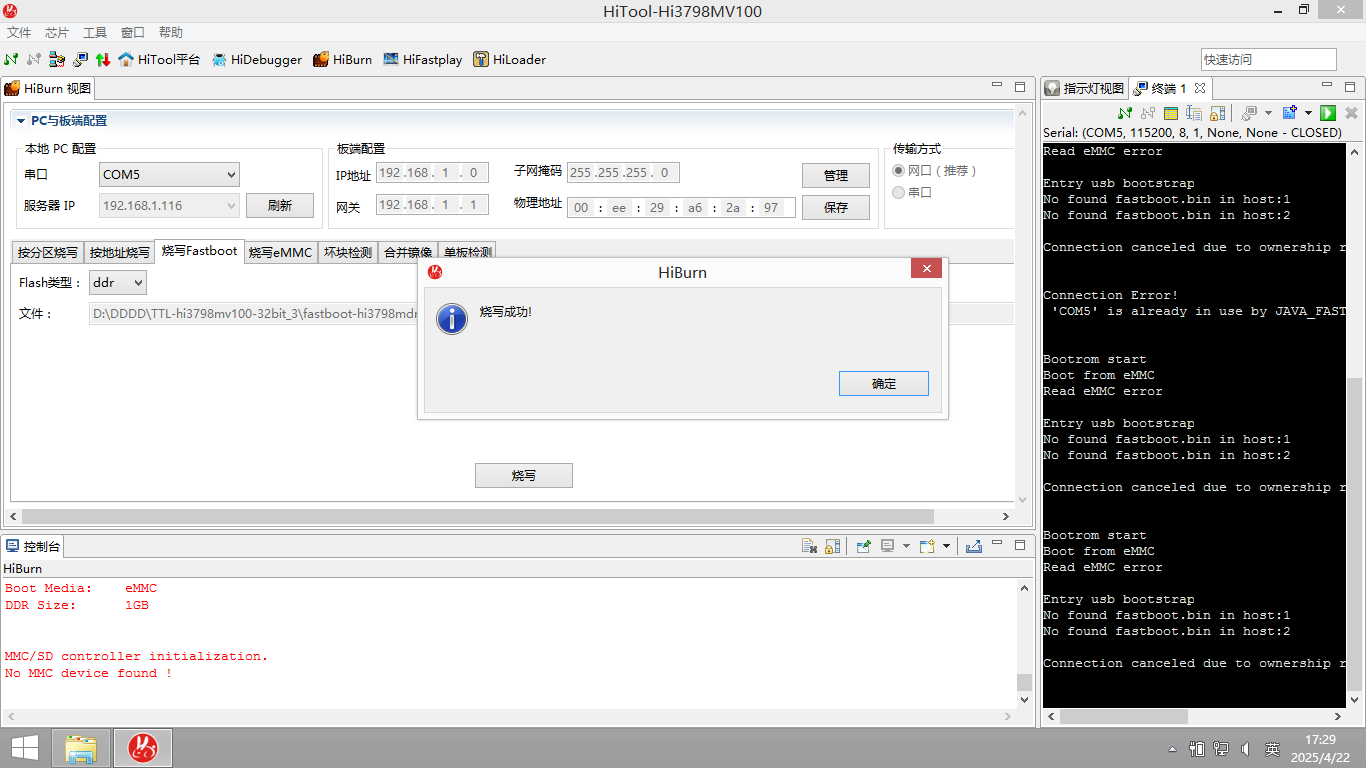 HiTool-Hi3798MV100
文件 芯片 工具 窗口 帮助
HiTool平台 HiDebugger HiBurn HiFastplay HiLoader
快速访问
HiBurn 视图
PC与板端配置
本地 PC 配置
串口 COM5
服务器 IP 192.168.1.116 刷新
板端配置
IP地址 192 .168 . 1 . 0 子网掩码 255 .255 .255 . 0 管理
网关 192 .168 . 1 . 1 物理地址 00 : ee : 29 : a6 : 2a : 97 保存
传输方式
网口（推荐）
串口
按分区烧写 按地址烧写 烧写Fastboot 烧写eMMC 坏块检测 合并镜像 单板检测
Flash类型： ddr
文件： D:\DDDD\TTL-hi3798mv100-32bit_3\fastboot-hi3798mdr
HiBurn
烧写成功!
确定
烧写
控制台
HiBurn
Boot Media: eMMC
DDR Size: 1GB
MMC/SD controller initialization.
No MMC device found !
指示灯视图 终端 1
Serial: (COM5, 115200, 8, 1, None, None - CLOSED)
Read eMMC error
Entry usb bootstrap
No found fastboot.bin in host:1
No found fastboot.bin in host:2
Connection canceled due to ownership r
Connection Error!
'COM5' is already in use by JAVA_FAST
Bootrom start
Boot from eMMC
Read eMMC error
Entry usb bootstrap
No found fastboot.bin in host:1
No found fastboot.bin in host:2
Connection canceled due to ownership r
Bootrom start
Boot from eMMC
Read eMMC error
Entry usb bootstrap
No found fastboot.bin in host:1
No found fastboot.bin in host:2
Connection canceled due to ownership r
英
17:29
2025/4/22